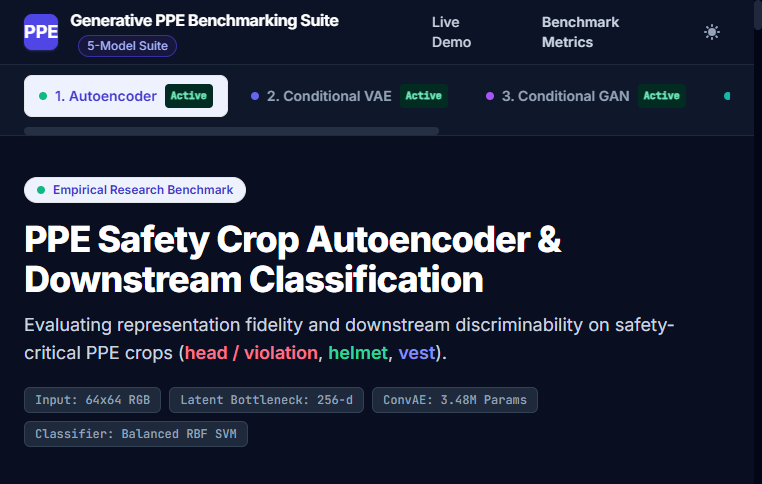 PPE
Generative PPE Benchmarking Suite
5-Model Suite
Live
Demo
Benchmark
Metrics
1. Autoencoder Active
2. Conditional VAE Active
3. Conditional GAN Active
Empirical Research Benchmark
PPE Safety Crop Autoencoder &
Downstream Classification
Evaluating representation fidelity and downstream discriminability on safety-
critical PPE crops (head / violation, helmet, vest).
Input: 64x64 RGB
Latent Bottleneck: 256-d
ConvAE: 3.48M Params
Classifier: Balanced RBF SVM